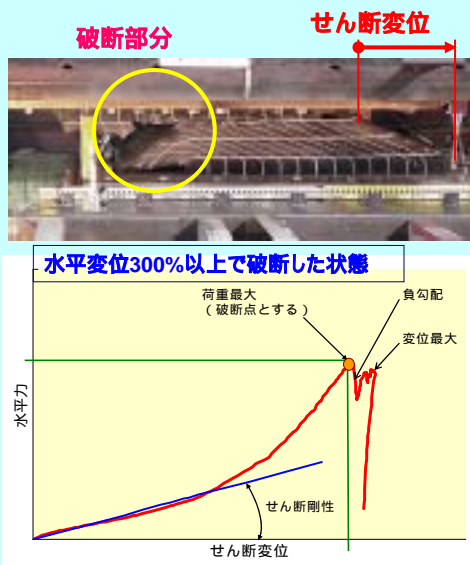 破断部分
せん断変位
水平変位300%以上で破断した状態
荷重最大
（破断点とする）
負勾配
変位最大
水平力
せん断剛性
せん断変位